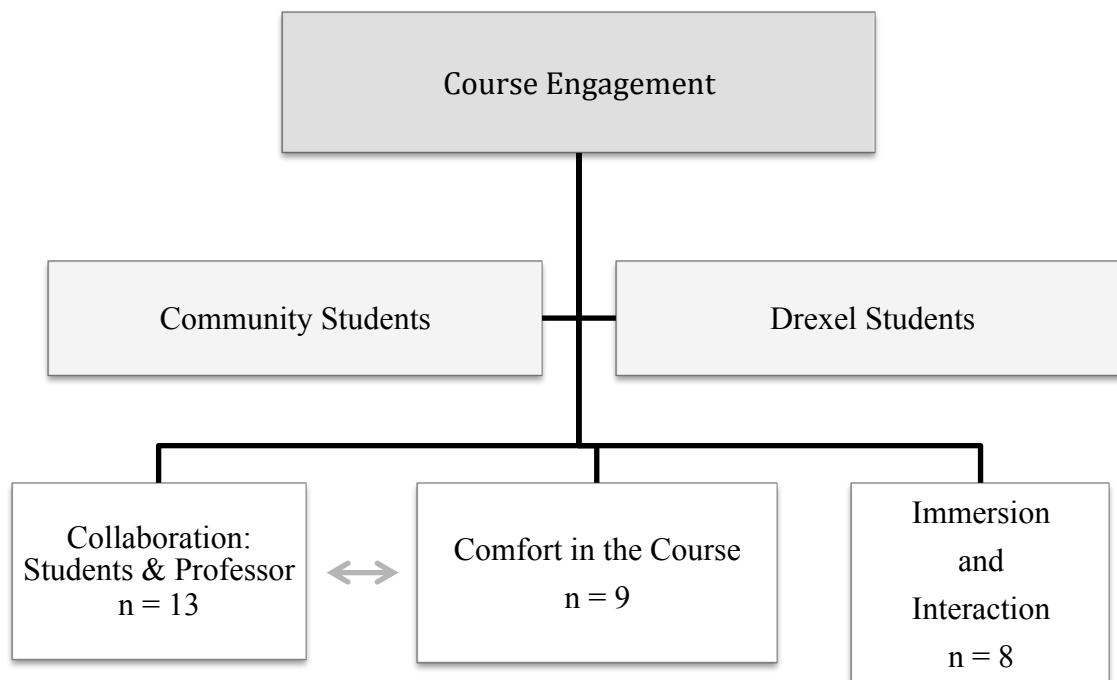 Course Engagement
Community Students
Drexel Students
Collaboration:
Students & Professor
n = 13
Comfort in the Course
n = 9
Immersion
and
Interaction
n = 8